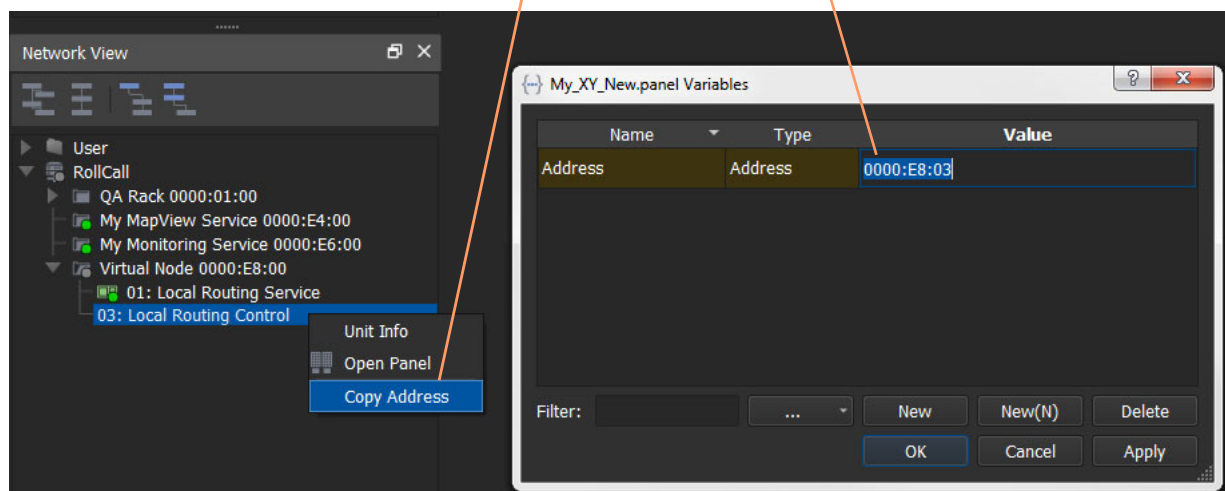 Network View
User
RollCall
QA Rack 0000:01:00
My MapView Service 0000:E4:00
My Monitoring Service 0000:E6:00
Virtual Node 0000:E8:00
01: Local Routing Service
03: Local Routing Control
Unit Info
Open Panel
Copy Address
My_XY_New.panel Variables
Name Type Value
Address Address 0000:E8:03
Filter: ... New New(N) Delete
OK Cancel Apply